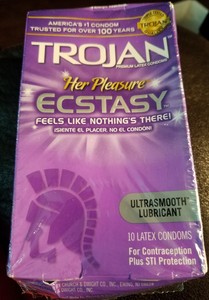 AMERICA'S #1 CONDOM
TRUSTED FOR OVER 100 YEARS
TROJAN
PREMIUM LATEX CONDOMS
Her Pleasure
ECSTASY
FEELS LIKE NOTHING'S THERE!
¡SIENTE EL PLACER, NO EL CONDOM!
ULTRASMOOTH
LUBRICANT
10 LATEX CONDOMS
For Contraception
Plus STI Protection